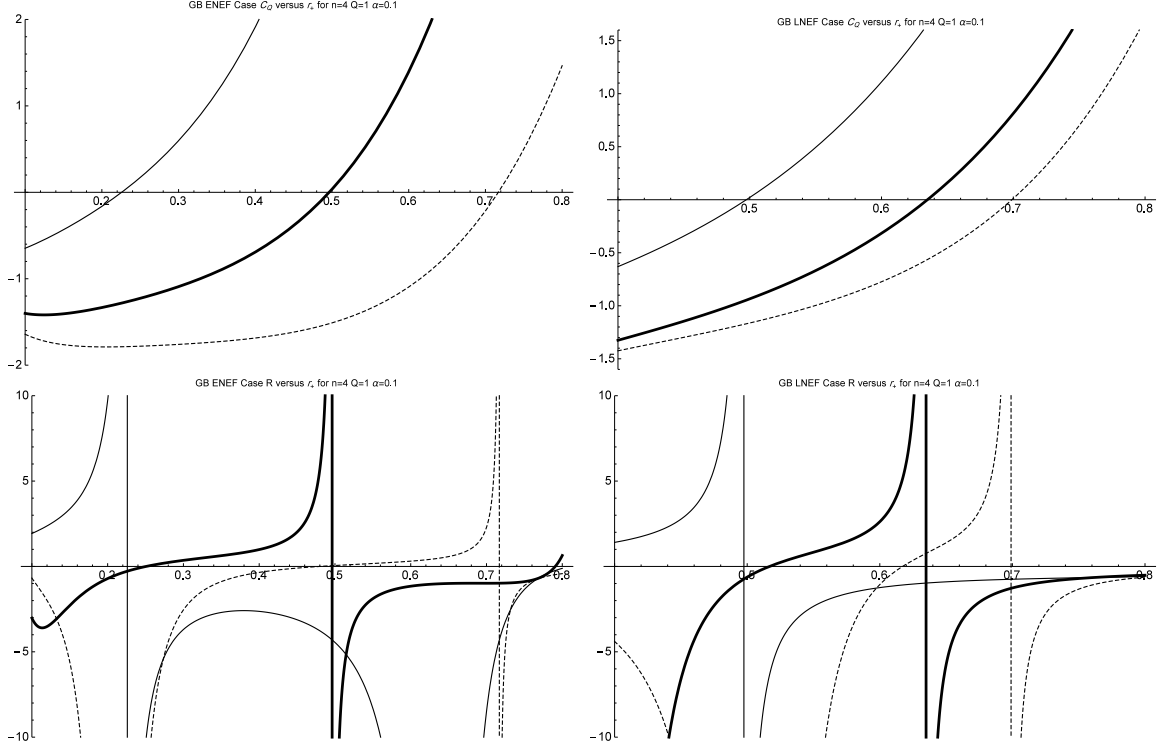 GB ENEF Case C_Q versus r₊ for n=4 Q=1 α=0.1
2
1
0.2 0.3 0.4 0.5 0.6 0.7 0.8
−1
−2
GB LNEF Case C_Q versus r₊ for n=4 Q=1 α=0.1
1.5
1.0
0.5
0.5 0.6 0.7 0.8
−0.5
−1.0
−1.5
GB ENEF Case R versus r₊ for n=4 Q=1 α=0.1
10
5
0.2 0.3 0.4 0.5 0.6 0.7 0.8
−5
−10
GB LNEF Case R versus r₊ for n=4 Q=1 α=0.1
10
5
0.5 0.6 0.7 0.8
−5
−10